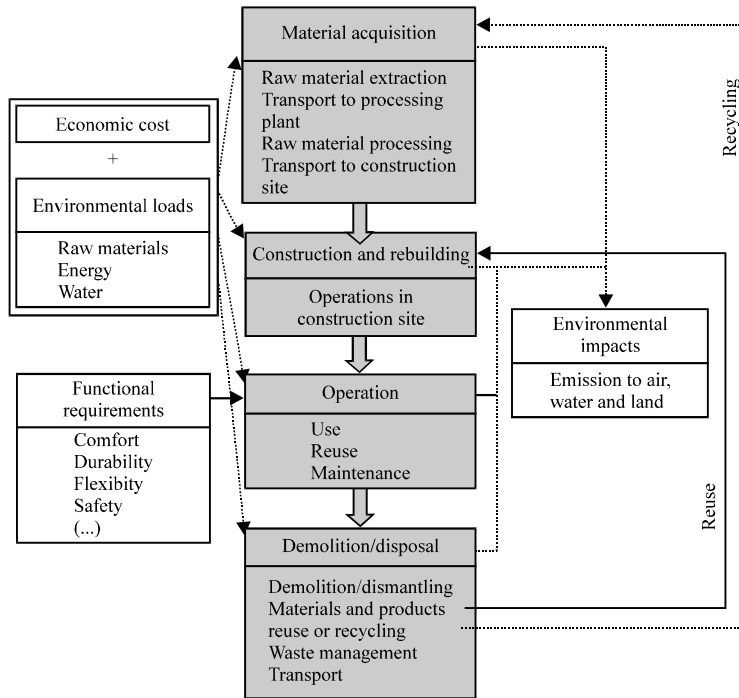 Material acquisition
Raw material extraction
Transport to processing
plant
Raw material processing
Transport to construction
site
Economic cost
+
Environmental loads
Raw materials
Energy
Water
Construction and rebuilding
Operations in
construction site
Environmental
impacts
Emission to air,
water and land
Functional
requirements
Comfort
Durability
Flexibity
Safety
(...)
Operation
Use
Reuse
Maintenance
Demolition/disposal
Demolition/dismantling
Materials and products
reuse or recycling
Waste management
Transport
Recycling
Reuse